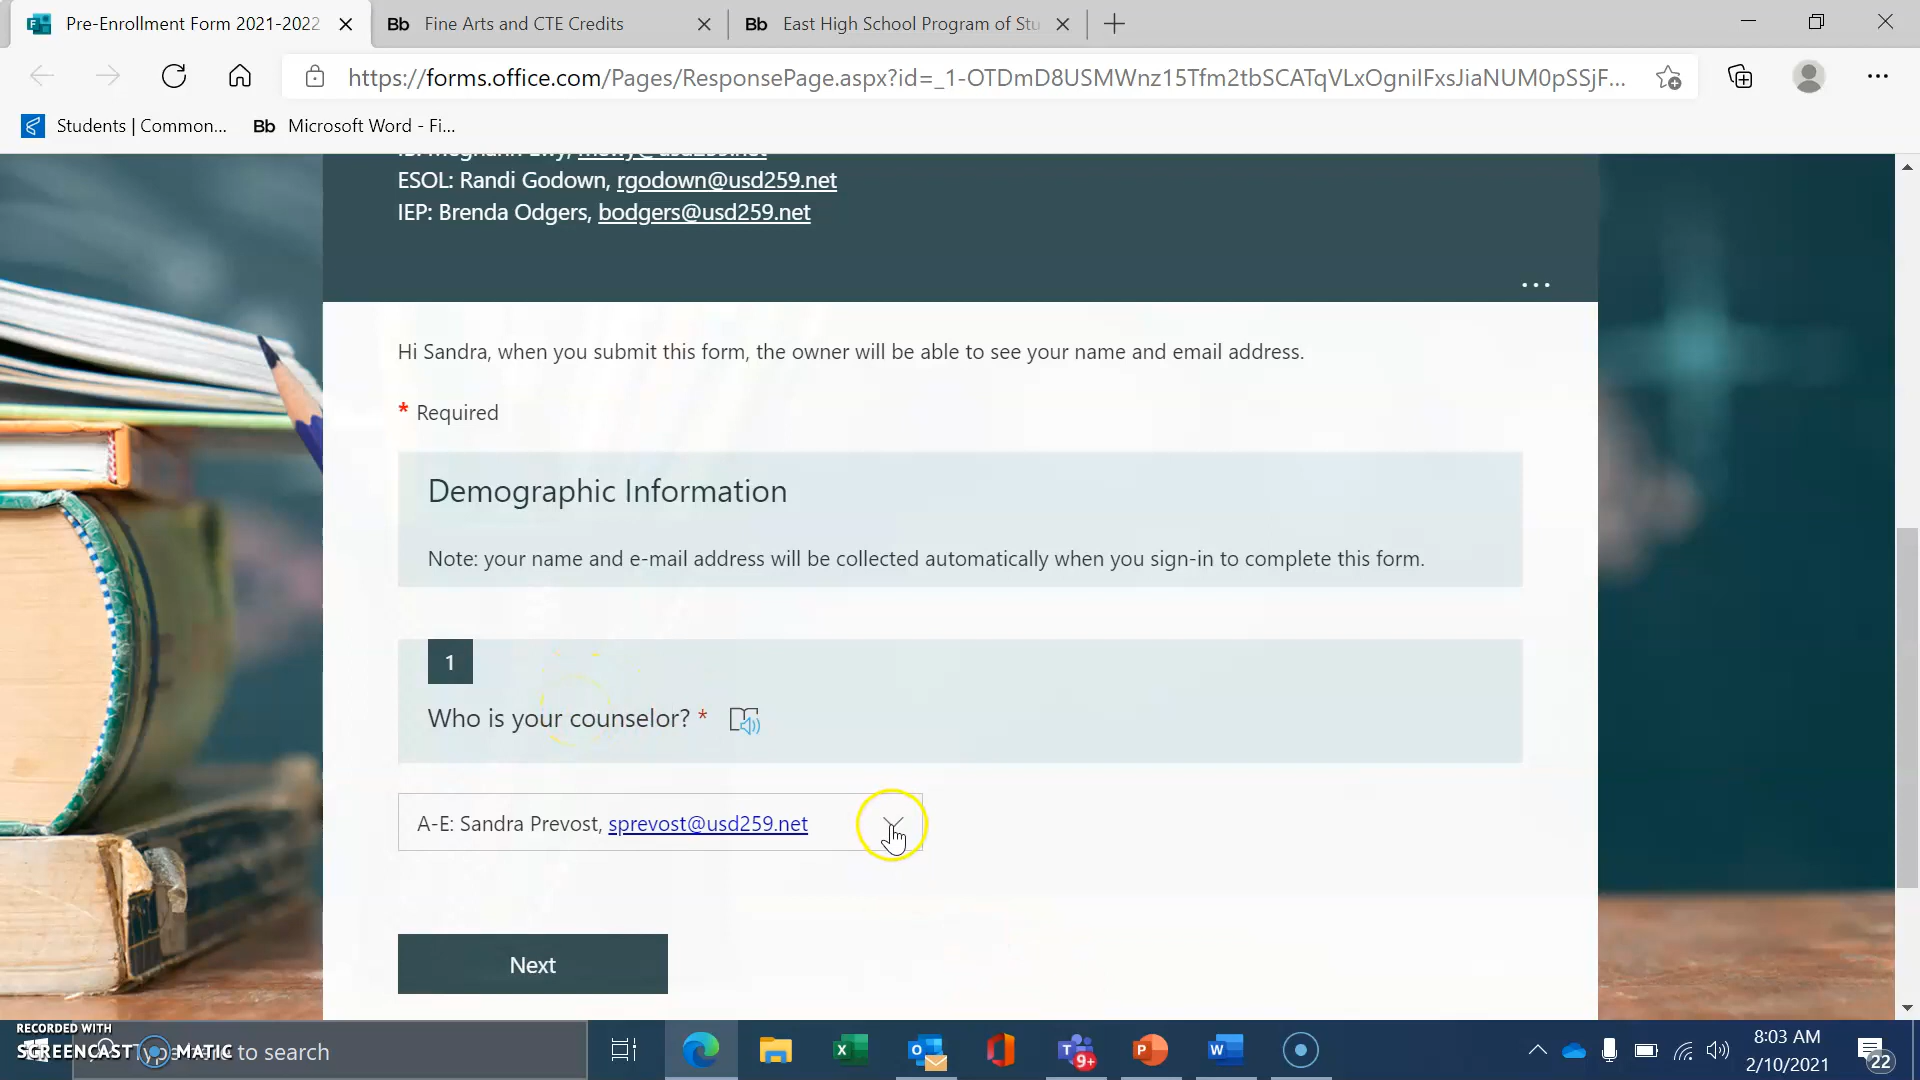 Pre-Enrollment Form 2021-2022
Bb Fine Arts and CTE Credits
Bb East High School Program of Stu
https://forms.office.com/Pages/ResponsePage.aspx?id=_1-OTDmD8USMWnz15Tfm2tbSCATqVLxOgniIFxsJiaNUM0pSSjF...
Students | Common...
Bb Microsoft Word - Fi...
ESOL: Randi Godown, rgodown@usd259.net
IEP: Brenda Odgers, bodgers@usd259.net
...
Hi Sandra, when you submit this form, the owner will be able to see your name and email address.
* Required
Demographic Information
Note: your name and e-mail address will be collected automatically when you sign-in to complete this form.
1
Who is your counselor? *
A-E: Sandra Prevost, sprevost@usd259.net
Next
RECORDED WITH
SCREENCAST MATIC
to search
9+
8:03 AM
2/10/2021
22